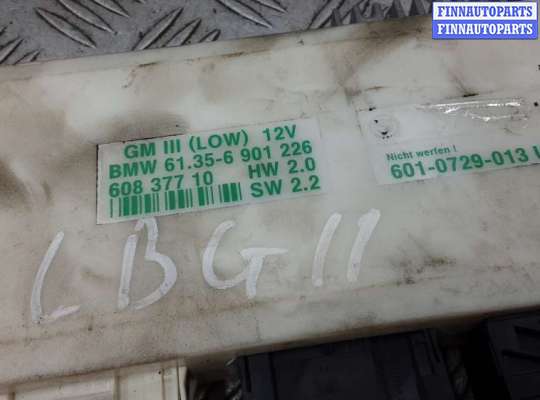 FINNAUTOPARTS
FINNAUTOPARTS
GM III (LOW) 12V
BMW 61.35-6 901 226
608 377 10 HW 2.0
SW 2.2
Nicht werfen !
601-0729-013
LBG11